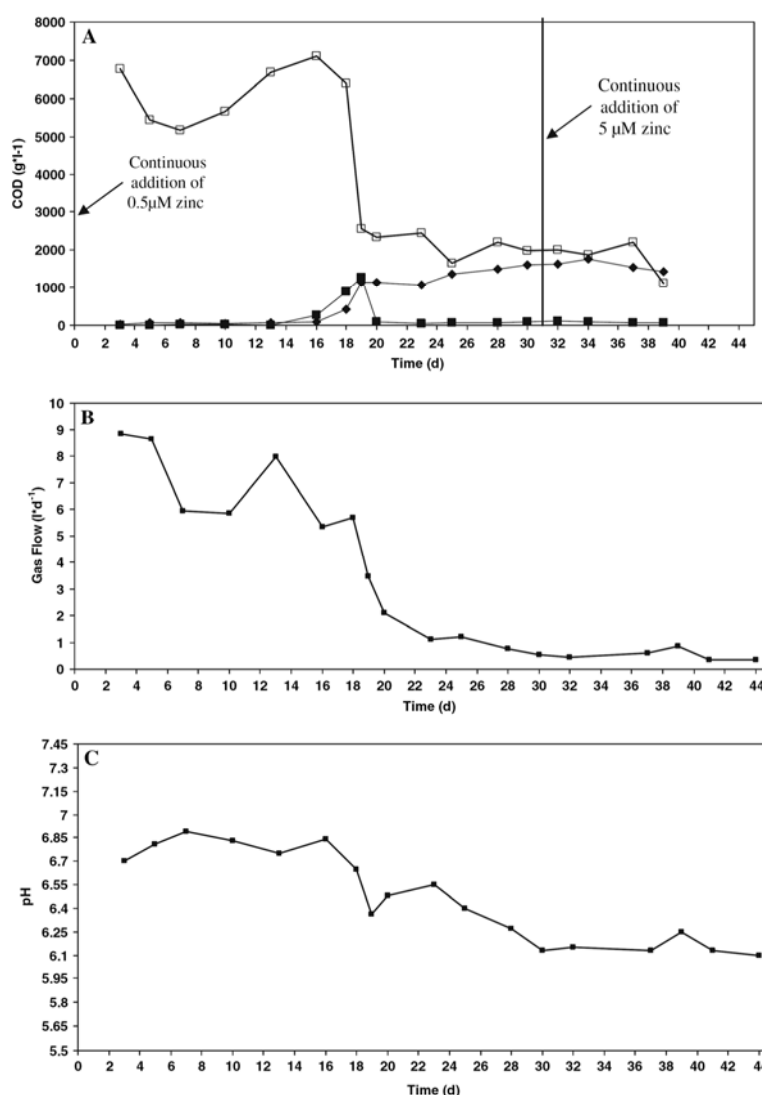 A
8000
7000
6000
5000
4000
3000
2000
1000
0
COD (g*l-1)
Continuous
addition of
0.5μM zinc
Continuous
addition of
5 μM zinc
0 2 4 6 8 10 12 14 16 18 20 22 24 26 28 30 32 34 36 38 40 42 44
Time (d)
B
10
9
8
7
6
5
4
3
2
1
0
Gas Flow (l*d⁻¹)
0 2 4 6 8 10 12 14 16 18 20 22 24 26 28 30 32 34 36 38 40 42 44
Time (d)
C
7.45
7.3
7.15
7
6.85
6.7
6.55
6.4
6.25
6.1
5.95
5.8
5.65
5.5
pH
0 2 4 6 8 10 12 14 16 18 20 22 24 26 28 30 32 34 36 38 40 42 44
Time (d)